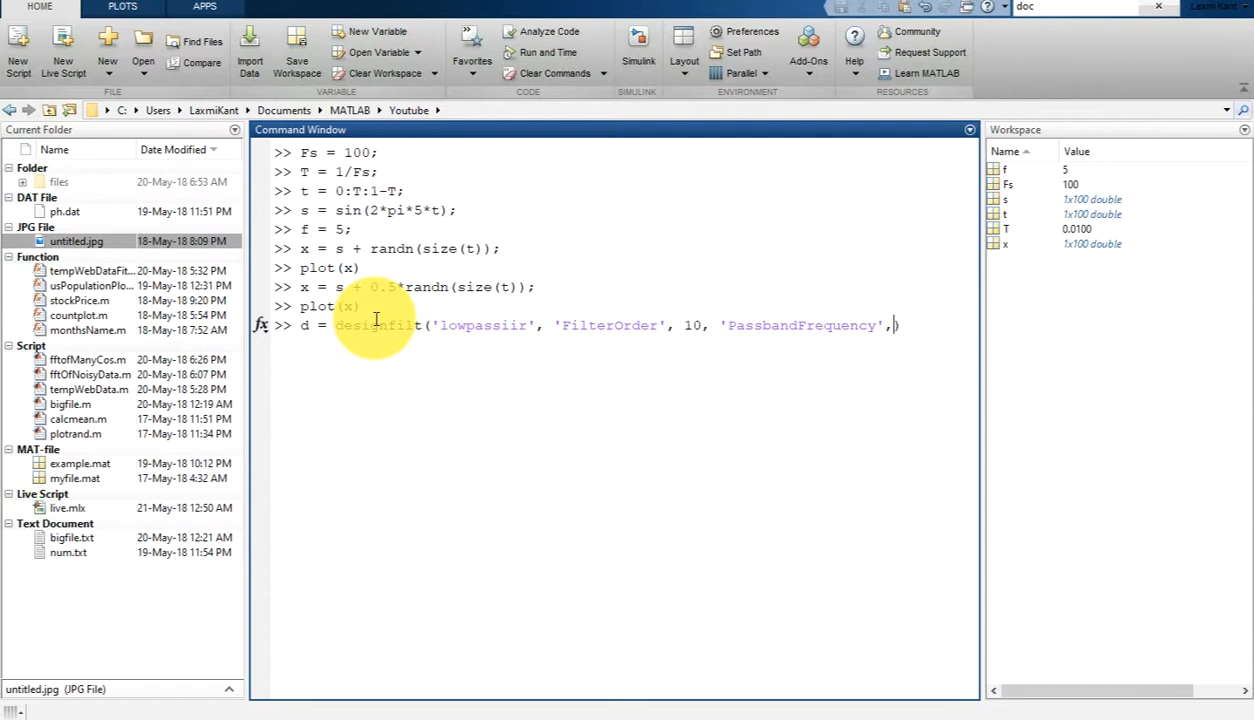 HOME PLOTS APPS doc Laxmi Kant
New Script
New Live Script
New
Open
Find Files
Compare
Import Data
Save Workspace
New Variable
Open Variable
Clear Workspace
Favorites
Analyze Code
Run and Time
Clear Commands
Simulink
Layout
Preferences
Set Path
Parallel
Add-Ons
Help
Community
Request Support
Learn MATLAB
FILE VARIABLE CODE SIMULINK ENVIRONMENT RESOURCES
C: Users LaxmiKant Documents MATLAB Youtube
Current Folder
Name Date Modified
Folder
files 20-May-18 6:53 AM
DAT File
ph.dat 19-May-18 11:51 PM
JPG File
untitled.jpg 18-May-18 8:09 PM
Function
tempWebDataFit... 20-May-18 5:32 PM
usPopulationPlo... 19-May-18 12:31 PM
stockPrice.m 18-May-18 9:20 PM
countplot.m 18-May-18 5:54 PM
monthsName.m 18-May-18 7:52 AM
Script
fftofManyCos.m 20-May-18 6:26 PM
fftOfNoisyData.m 20-May-18 6:07 PM
tempWebData.m 20-May-18 5:28 PM
bigfile.m 20-May-18 12:19 AM
calcmean.m 17-May-18 11:51 PM
plotrand.m 17-May-18 11:34 PM
MAT-file
example.mat 19-May-18 10:12 PM
myfile.mat 17-May-18 4:32 AM
Live Script
live.mlx 21-May-18 12:50 AM
Text Document
bigfile.txt 20-May-18 12:21 AM
num.txt 19-May-18 11:54 PM
untitled.jpg (JPG File)
Command Window
>> Fs = 100;
>> T = 1/Fs;
>> t = 0:T:1-T;
>> s = sin(2*pi*5*t);
>> f = 5;
>> x = s + randn(size(t));
>> plot(x)
>> x = s + 0.5*randn(size(t));
>> plot(x)
fx >> d = designfilt('lowpassiir', 'FilterOrder', 10, 'PassbandFrequency',)
Workspace
Name Value
f 5
Fs 100
s 1x100 double
t 1x100 double
T 0.0100
x 1x100 double